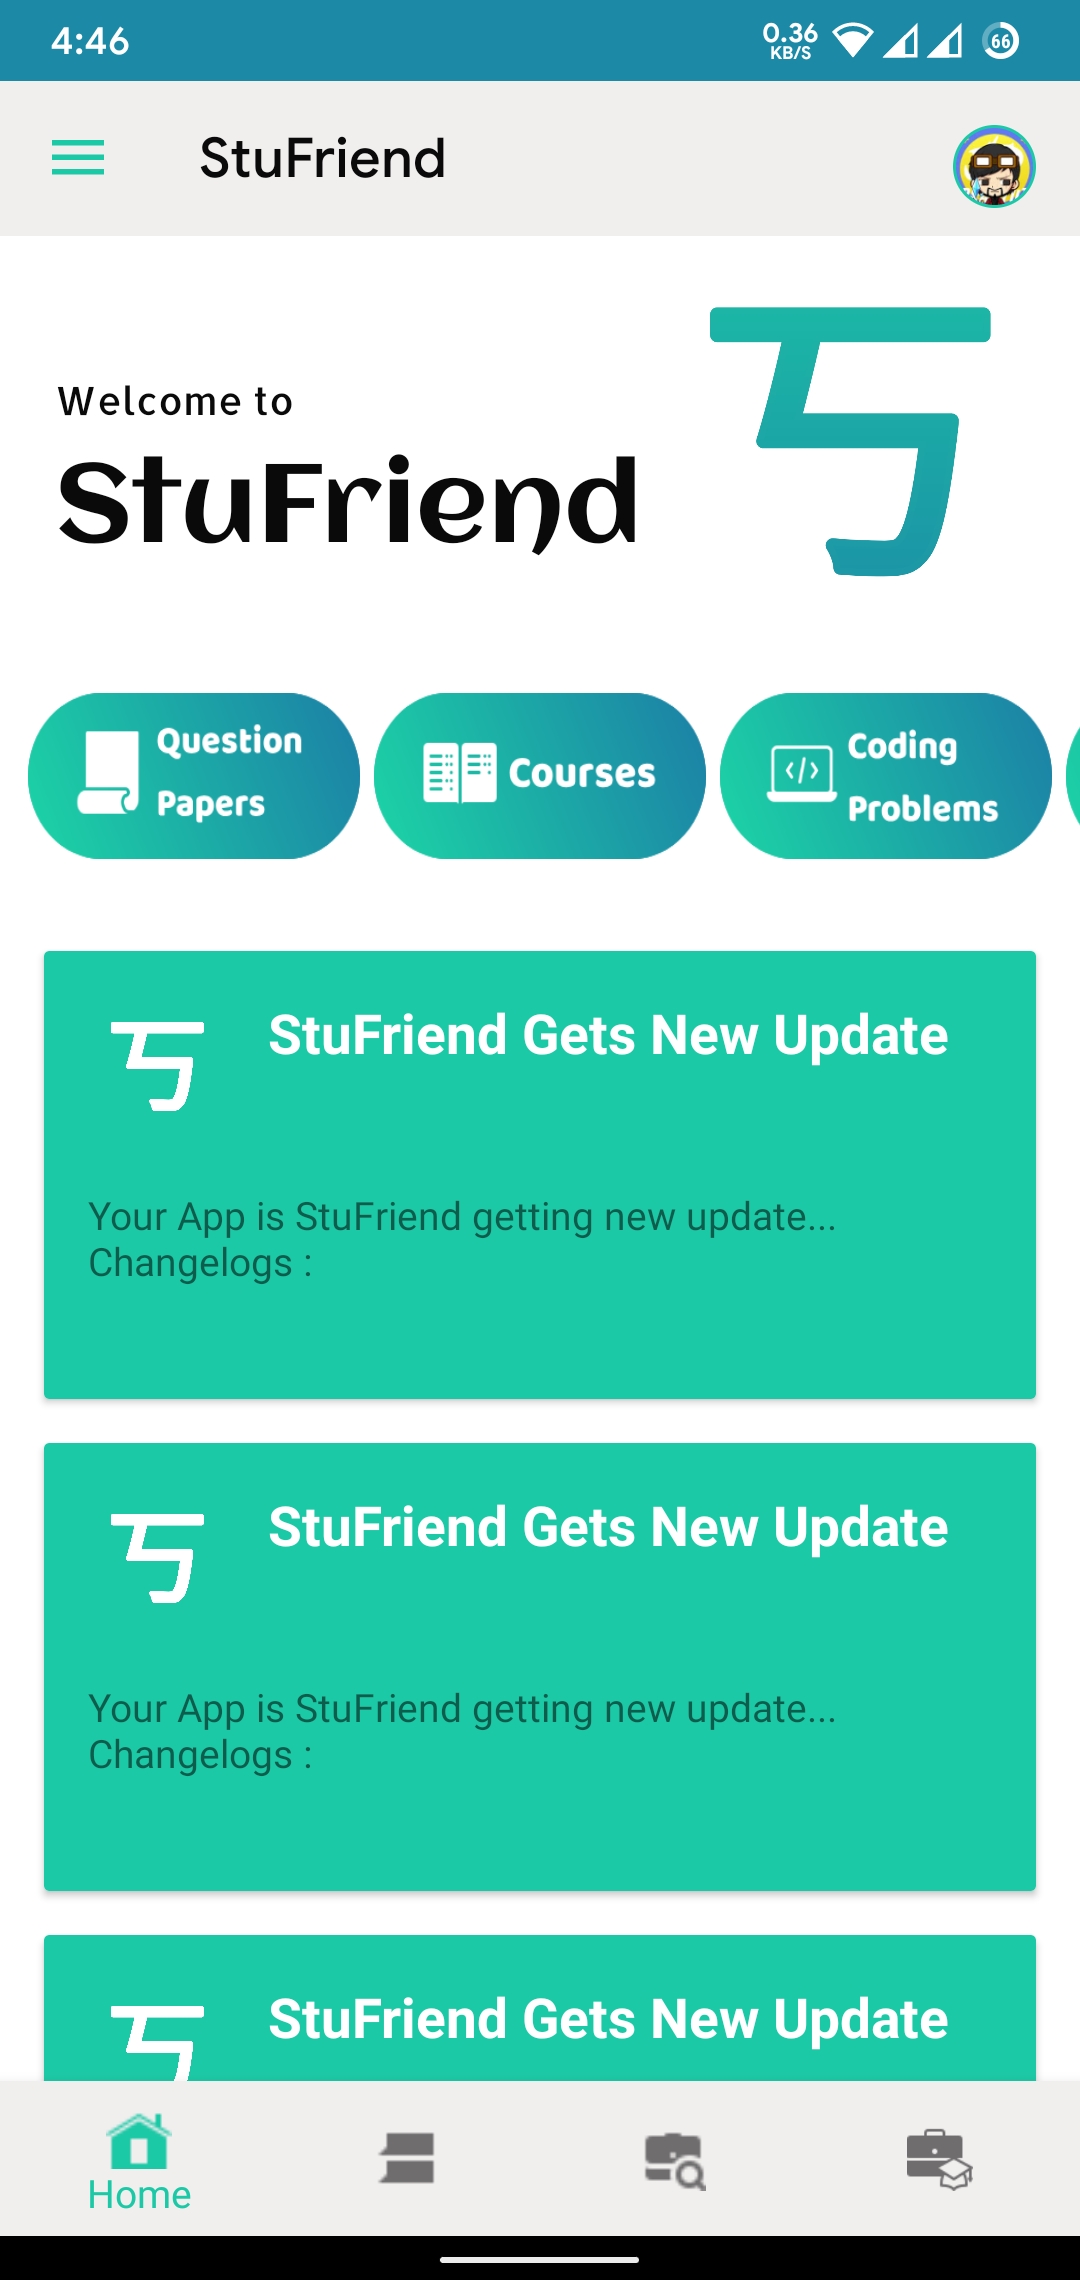 4:46
0.36
KB/S
66
StuFriend
Welcome to
StuFriend
Question
Papers
Courses
Coding
Problems
StuFriend Gets New Update
Your App is StuFriend getting new update...
Changelogs :
StuFriend Gets New Update
Your App is StuFriend getting new update...
Changelogs :
StuFriend Gets New Update
Home